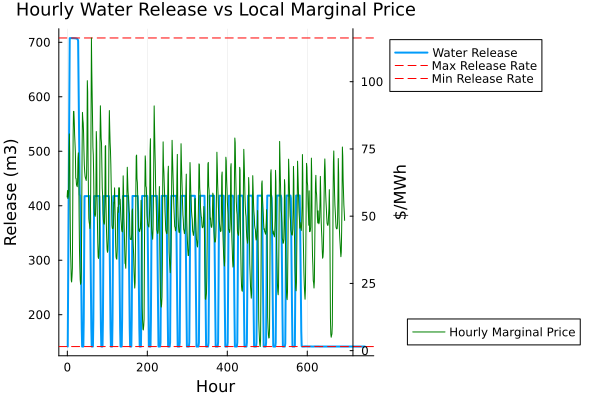 Hourly Water Release vs Local Marginal Price
Release (m3)
700
600
500
400
300
200
0
200
400
600
Hour
100
75
50
25
0
$/MWh
Water Release
Max Release Rate
Min Release Rate
Hourly Marginal Price